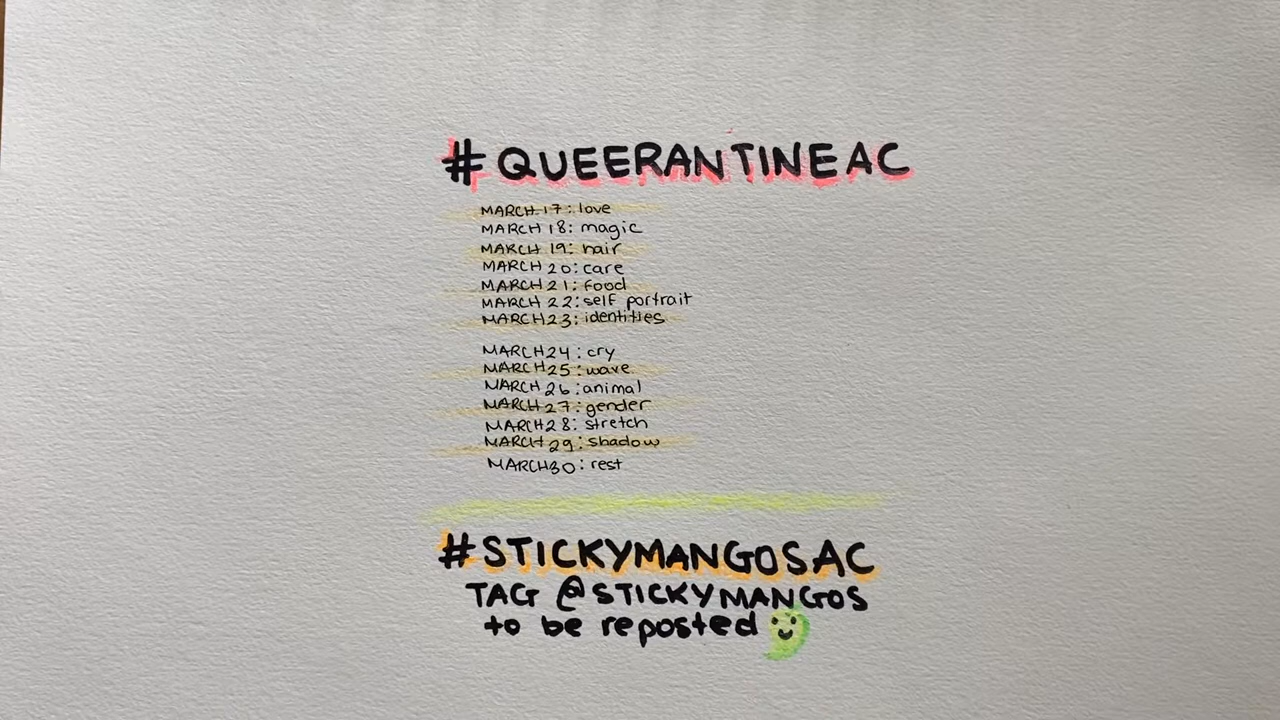 #QUEERANTINEAC
MARCH 17: love
MARCH 18: magic
MARCH 19: hair
MARCH 20: care
MARCH 21: food
MARCH 22: self portrait
MARCH 23: identities
MARCH 24: cry
MARCH 25: wave
MARCH 26: animal
MARCH 27: gender
MARCH 28: stretch
MARCH 29: shadow
MARCH 30: rest
#STICKYMANGOSAC
TAG @STICKYMANGOS
to be reposted